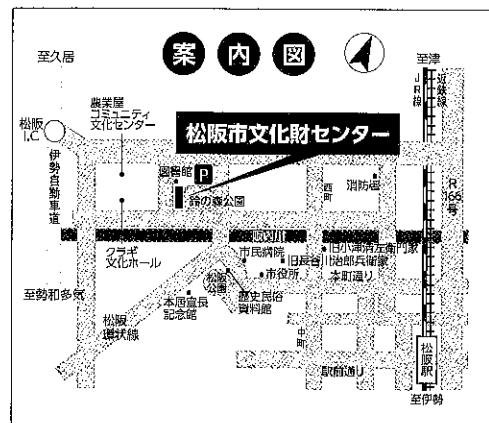 案内図
至久居
至津
近鉄線
JR線
農業屋
コミュニティ
文化センター
松阪
I.C
伊勢自動車道
松阪市文化財センター
図書館
P
鈴の森公園
西町
消防署
R166号
阪内川
クラギ
文化ホール
市民病院
旧長谷川治郎兵衛家
旧小津清左衛門家
市役所
本町通り
松阪公園
至勢和多気
本居宣長
記念館
歴史民俗
資料館
松阪
環状線
中町
駅前通り
松阪駅
至伊勢